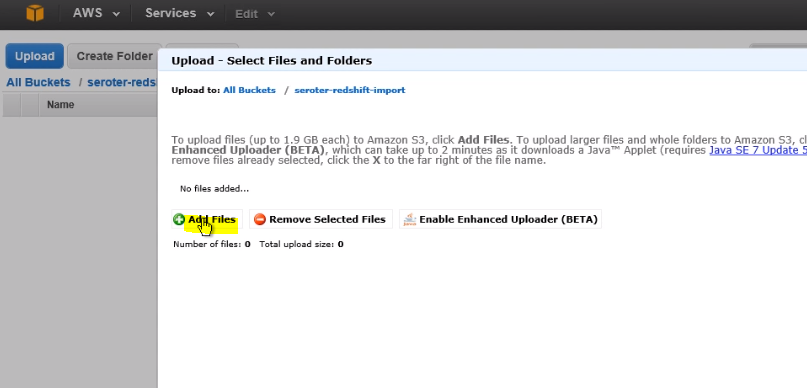 AWS Services Edit
Upload Create Folder
Upload - Select Files and Folders
All Buckets / seroter-reds
Upload to: All Buckets / seroter-redshift-import
Name
To upload files (up to 1.9 GB each) to Amazon S3, click Add Files. To upload larger files and whole folders to Amazon S3, cl
Enhanced Uploader (BETA), which can take up to 2 minutes as it downloads a Java™ Applet (requires Java SE 7 Update 5
remove files already selected, click the X to the far right of the file name.
No files added...
Add Files Remove Selected Files Enable Enhanced Uploader (BETA)
Number of files: 0 Total upload size: 0